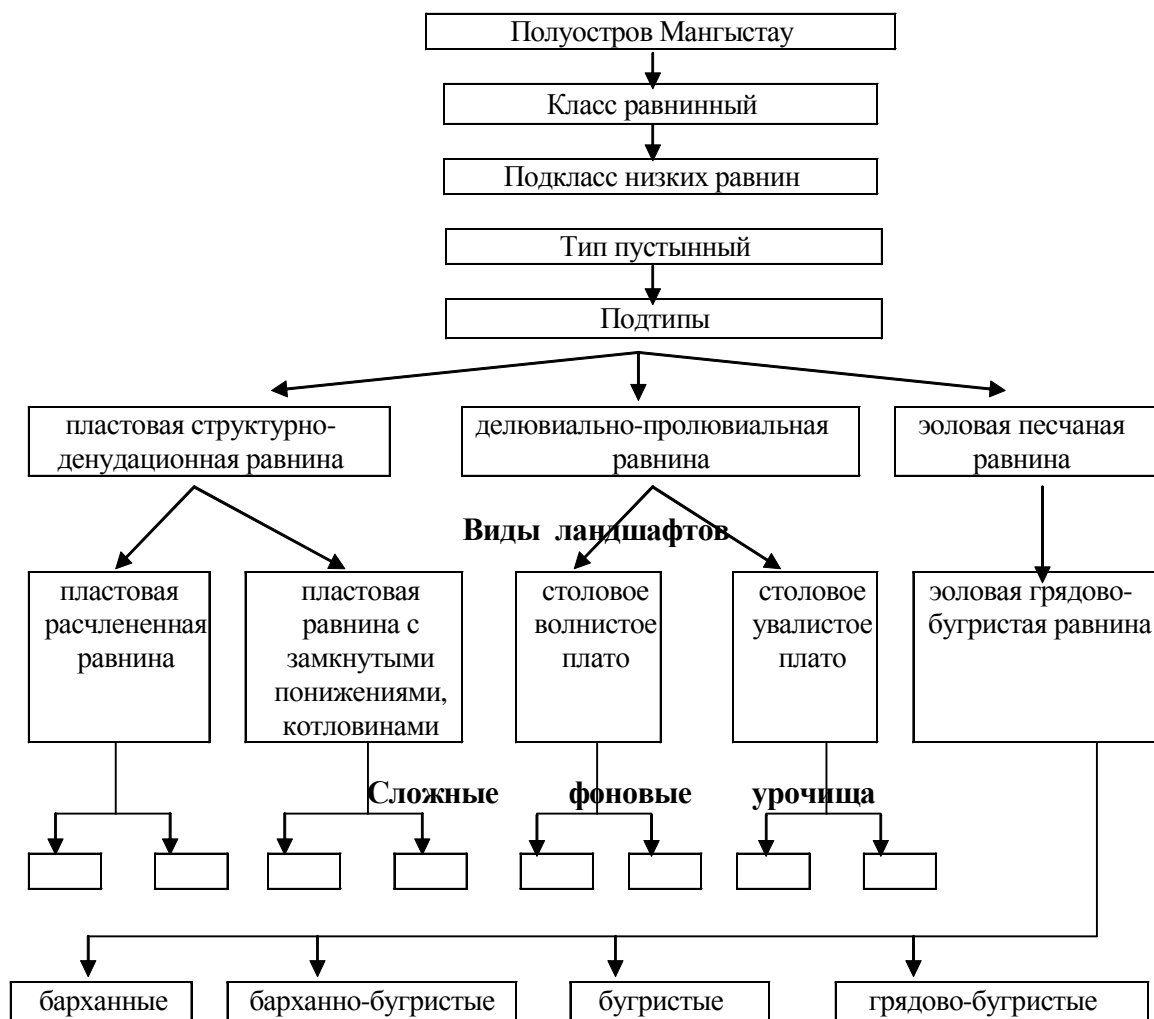 Полуостров Мангыстау
Класс равнинный
Подкласс низких равнин
Тип пустынный
Подтипы
пластовая структурно-
денудационная равнина
делювиально-пролювиальная
равнина
эоловая песчаная
равнина
Виды ландшафтов
пластовая
расчлененная
равнина
пластовая
равнина с
замкнутыми
понижениями,
котловинами
столовое
волнистое
плато
столовое
увалистое
плато
эоловая грядово-
бугристая равнина
Сложные фоновые урочища
барханные
барханно-бугристые
бугристые
грядово-бугристые